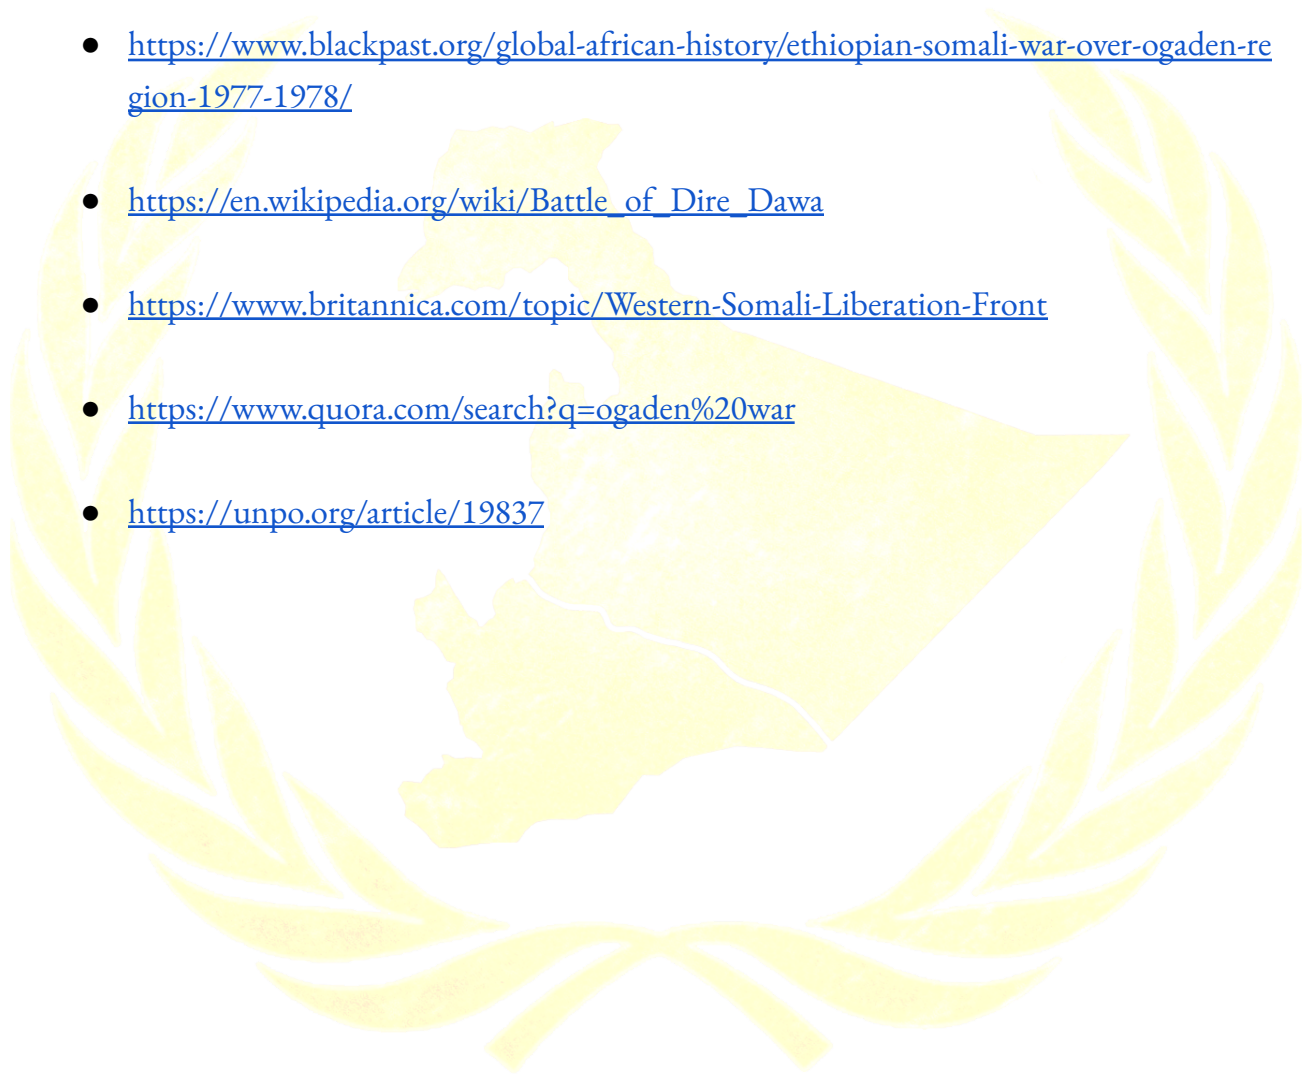 ● https://www.blackpast.org/global-african-history/ethiopian-somali-war-over-ogaden-re
gion-1977-1978/
● https://en.wikipedia.org/wiki/Battle_of_Dire_Dawa
● https://www.britannica.com/topic/Western-Somali-Liberation-Front
● https://www.quora.com/search?q=ogaden%20war
● https://unpo.org/article/19837